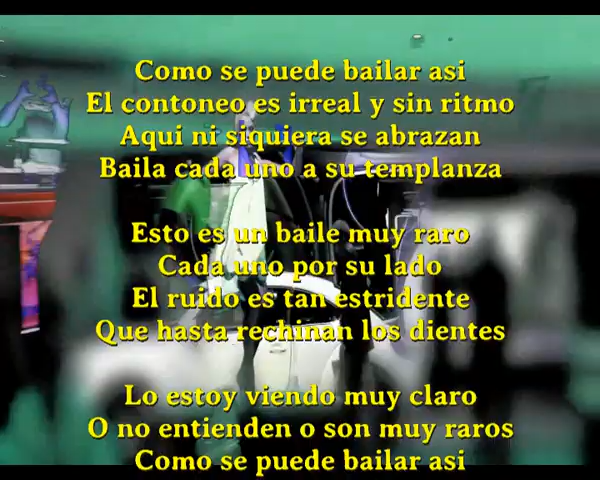 Como se puede bailar asi
El contoneo es irreal y sin ritmo
Aqui ni siquiera se abrazan
Baila cada uno a su templanza
Esto es un baile muy raro
Cada uno por su lado
El ruido es tan estridente
Que hasta rechinan los dientes
Lo estoy viendo muy claro
O no entienden o son muy raros
Como se puede bailar asi